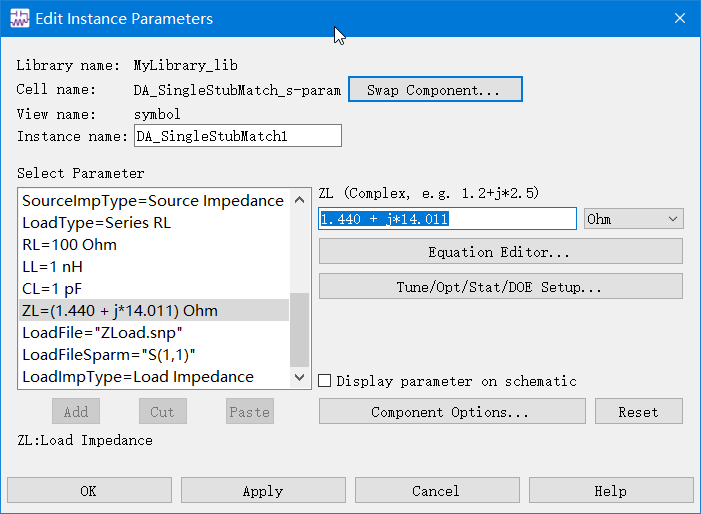 Edit Instance Parameters
Library name: MyLibrary_lib
Cell name: DA_SingleStubMatch_s-param Swap Component...
View name: symbol
Instance name: DA_SingleStubMatch1
Select Parameter
ZL (Complex, e.g. 1.2+j*2.5)
SourceImpType=Source Impedance
1.440 + j*14.011 Ohm
LoadType=Series RL
RL=100 Ohm
Equation Editor...
LL=1 nH
CL=1 pF
Tune/Opt/Stat/DOE Setup...
ZL=(1.440 + j*14.011) Ohm
LoadFile="ZLoad.snp"
LoadFileSparm="S(1,1)"
LoadImpType=Load Impedance
Display parameter on schematic
Add Cut Paste Component Options... Reset
ZL:Load Impedance
OK Apply Cancel Help